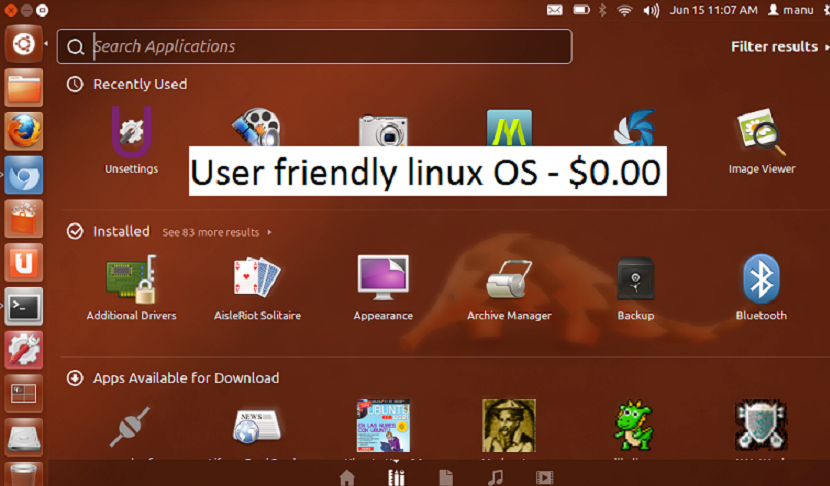 Jun 15 11:07 AM manu
Search Applications
Filter results
Recently Used
Unsettings
Image Viewer
User friendly linux OS - $0.00
Installed See 83 more results
Additional Drivers AisleRiot Solitaire Appearance Archive Manager Backup Bluetooth
Apps Available for Download
NEWS
UBUNTU